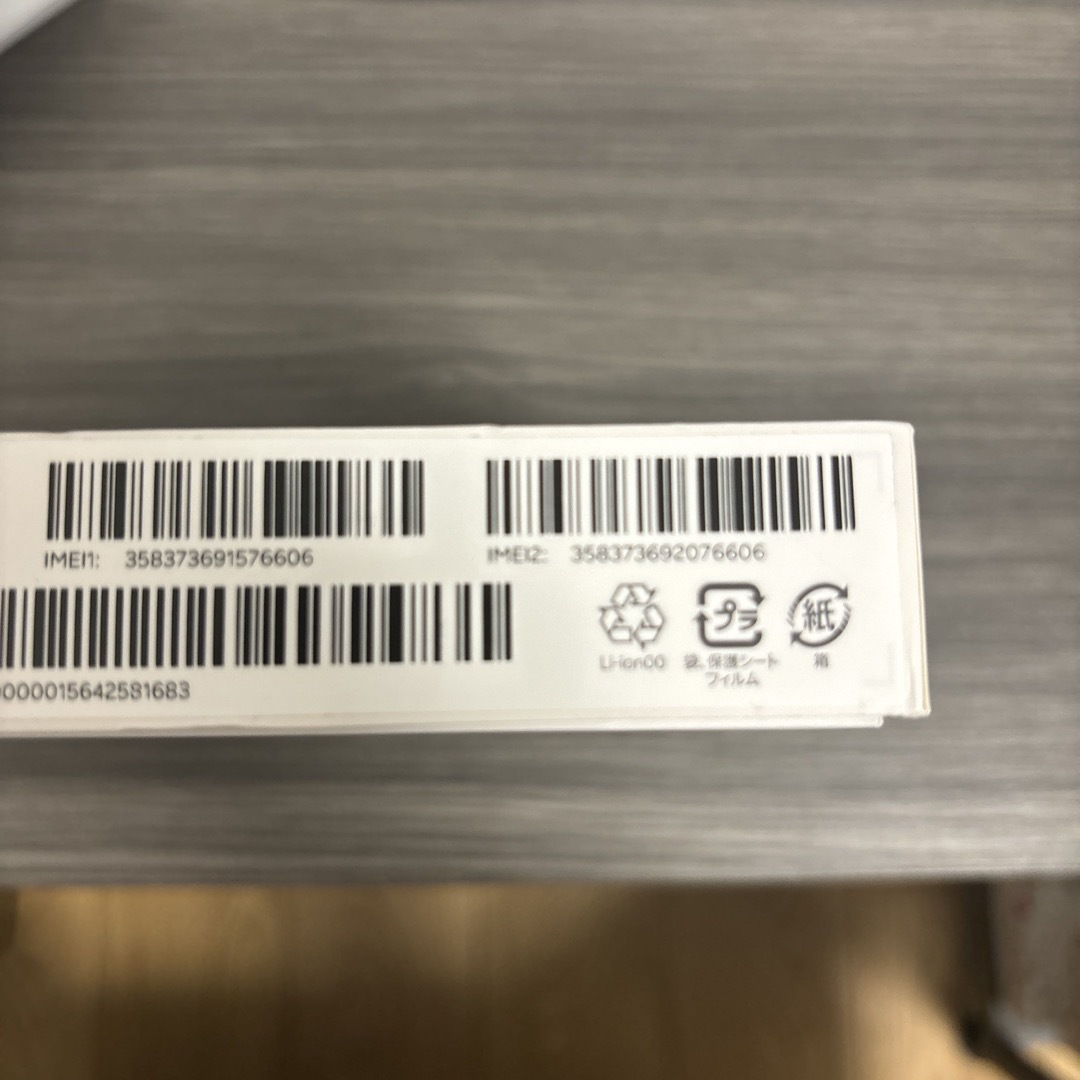 IMEI1: 358373691576606
IMEI2: 358373692076606
0000015642581683
Li-ion00
プラ
袋、保護シート
フィルム
紙
箱